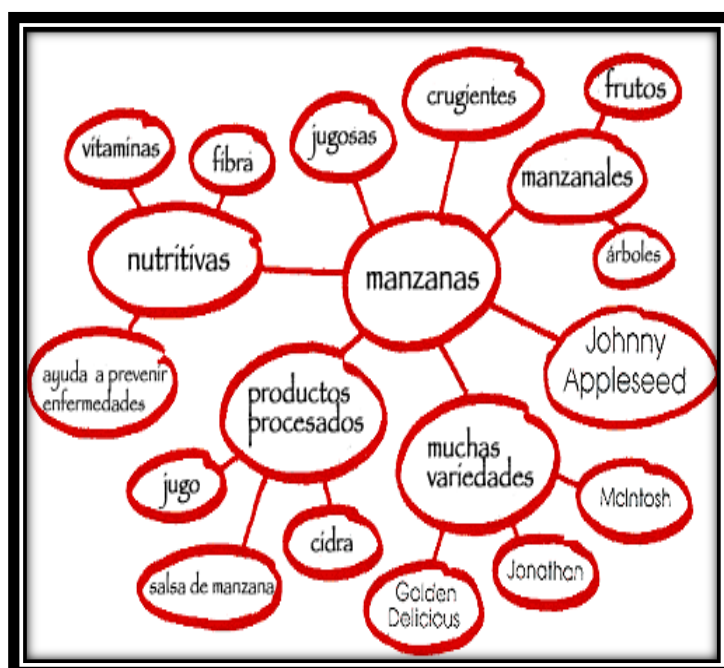 crugientes
frutos
jugosas
vitaminas
fibra
manzanales
nutritivas
manzanas
árboles
Johnny
Appleseed
ayuda a prevenir
enfermedades
productos
procesados
muchas
variedades
jugo
McIntosh
cidra
Jonathan
salsa de manzana
Golden
Delicious